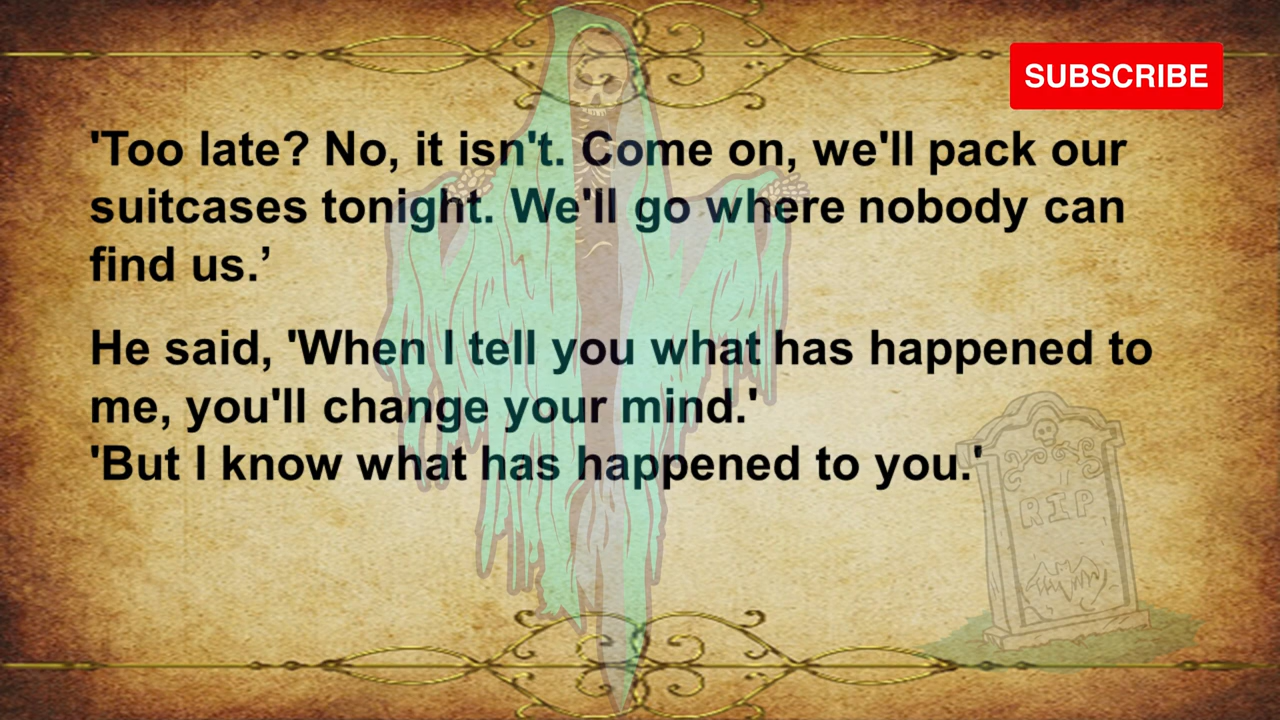 SUBSCRIBE
'Too late? No, it isn't. Come on, we'll pack our
suitcases tonight. We'll go where nobody can
find us.’
He said, 'When I tell you what has happened to
me, you'll change your mind.'
'But I know what has happened to you.'
RIP